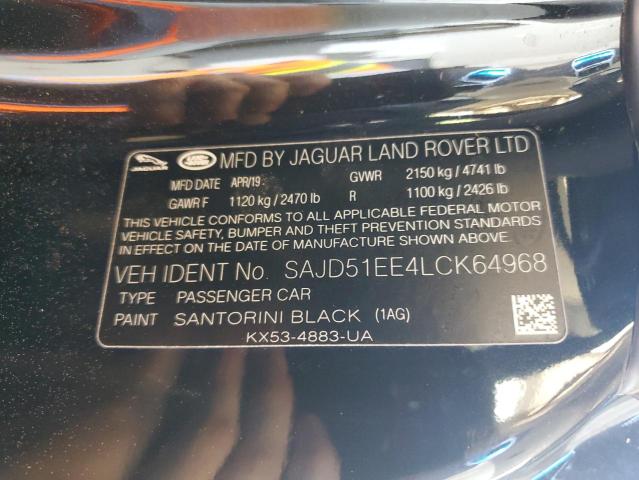 JAGUAR LAND ROVER MFD BY JAGUAR LAND ROVER LTD
MFD DATE APR/19 GVWR 2150 kg / 4741 lb
GAWR F 1120 kg / 2470 lb R 1100 kg / 2426 lb
THIS VEHICLE CONFORMS TO ALL APPLICABLE FEDERAL MOTOR
VEHICLE SAFETY, BUMPER AND THEFT PREVENTION STANDARDS
IN EFFECT ON THE DATE OF MANUFACTURE SHOWN ABOVE.
VEH IDENT No. SAJD51EE4LCK64968
TYPE PASSENGER CAR
PAINT SANTORINI BLACK (1AG)
KX53-4883-UA